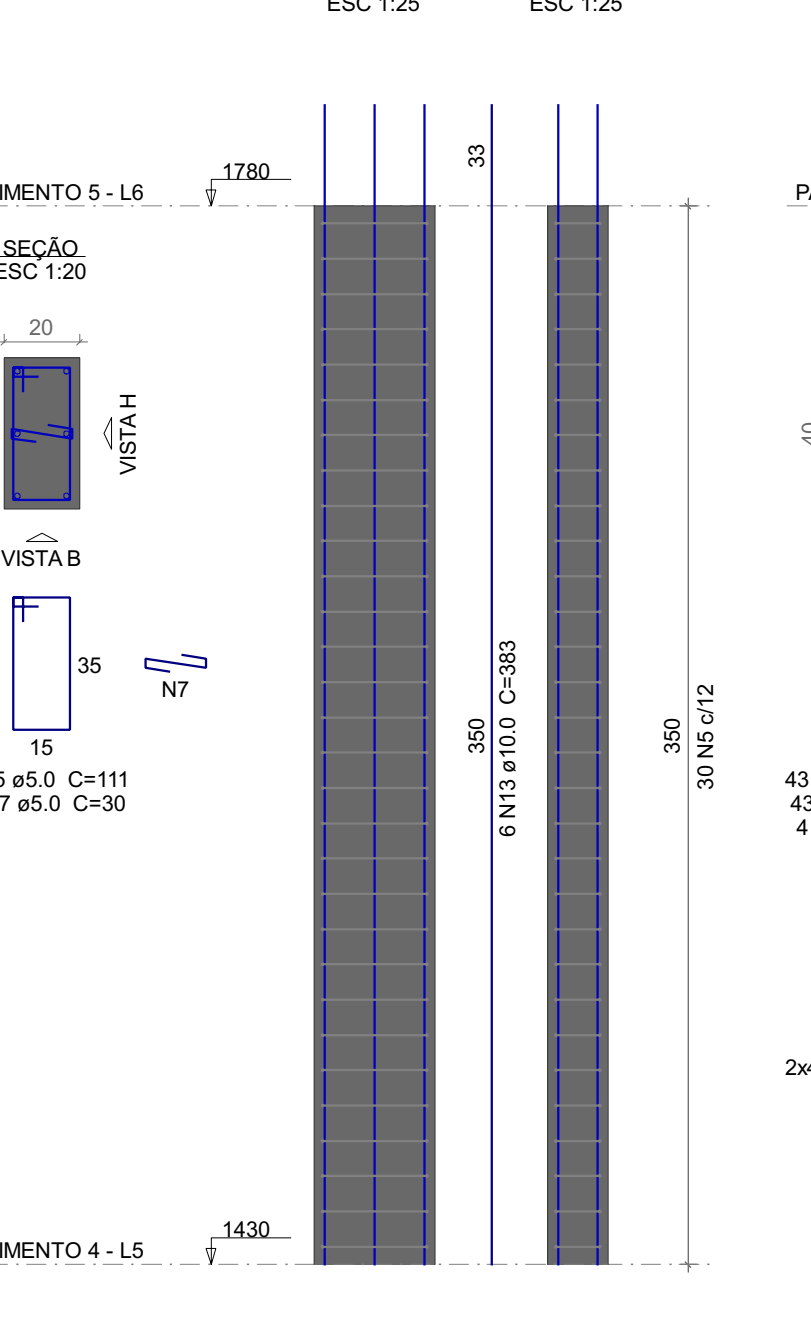 ESC 1:25
ESC 1:25
1780
33
IMENTO 5 - L6
SEÇÃO
ESC 1:20
20
VISTA H
VISTA B
35
N7
15
5 ø5.0 C=111
7 ø5.0 C=30
350
6 N13 ø10.0 C=383
350
30 N5 c/12
1430
IMENTO 4 - L5
PA
40
43
43
4
2x4